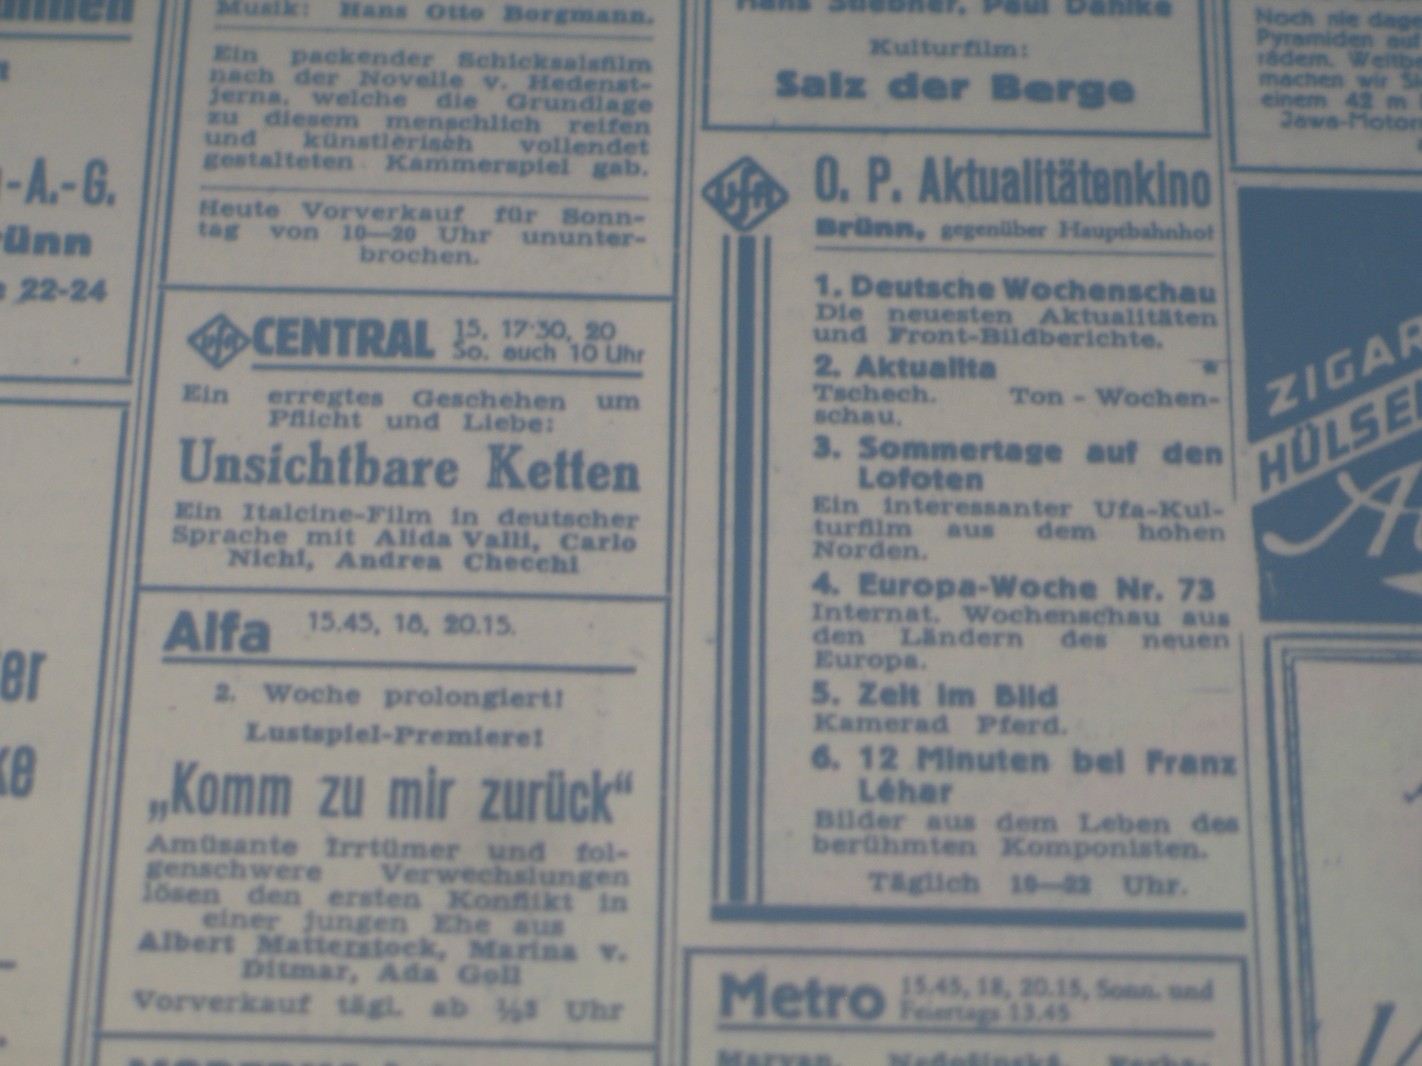 Musik: Hans Otto Borgmann.
Ein packender Schicksalsfilm
nach der Novelle v. Hedenst-
jerna, welche die Grundlage
zu diesem menschlich reifen
und künstlerisch vollendet
gestalteten Kammerspiel gab.
Heute Vorverkauf für Sonn-
tag von 10—20 Uhr ununter-
brochen.
-A.-G.
ünn
22-24
Ufa CENTRAL 15, 17·30, 20
So. auch 10 Uhr
Ein erregtes Geschehen um
Pflicht und Liebe:
Unsichtbare Ketten
Ein Italcine-Film in deutscher
Sprache mit Alida Valli, Carlo
Nichi, Andrea Checchi
Alfa 15.45, 18, 20.15.
2. Woche prolongiert!
Lustspiel-Premiere!
„Komm zu mir zurück“
Amüsante Irrtümer und fol-
genschwere Verwechslungen
lösen den ersten Konflikt in
einer jungen Ehe aus
Albert Matterstock, Marina v.
Ditmar, Ada Goll
Vorverkauf tägl. ab ½3 Uhr
Hans Stiebner, Paul Dahlke
Kulturfilm:
Salz der Berge
Ufa O. P. Aktualitätenkino
Brünn, gegenüber Hauptbahnhof
1. Deutsche Wochenschau
Die neuesten Aktualitäten
und Front-Bildberichte.
2. Aktualita
Tschech. Ton - Wochen-
schau.
3. Sommertage auf den
Lofoten
Ein interessanter Ufa-Kul-
turfilm aus dem hohen
Norden.
4. Europa-Woche Nr. 73
Internat. Wochenschau aus
den Ländern des neuen
Europa.
5. Zeit im Bild
Kamerad Pferd.
6. 12 Minuten bei Franz
Léhar
Bilder aus dem Leben des
berühmten Komponisten.
Täglich 10—22 Uhr.
Metro 15.45, 18, 20.15, Sonn. und
Feiertags 13.45
Noch nie
Pyramiden auf
rädern.
machen wir
einem 42 m
Jawa-Motor
ZIGAR
HÜLSE